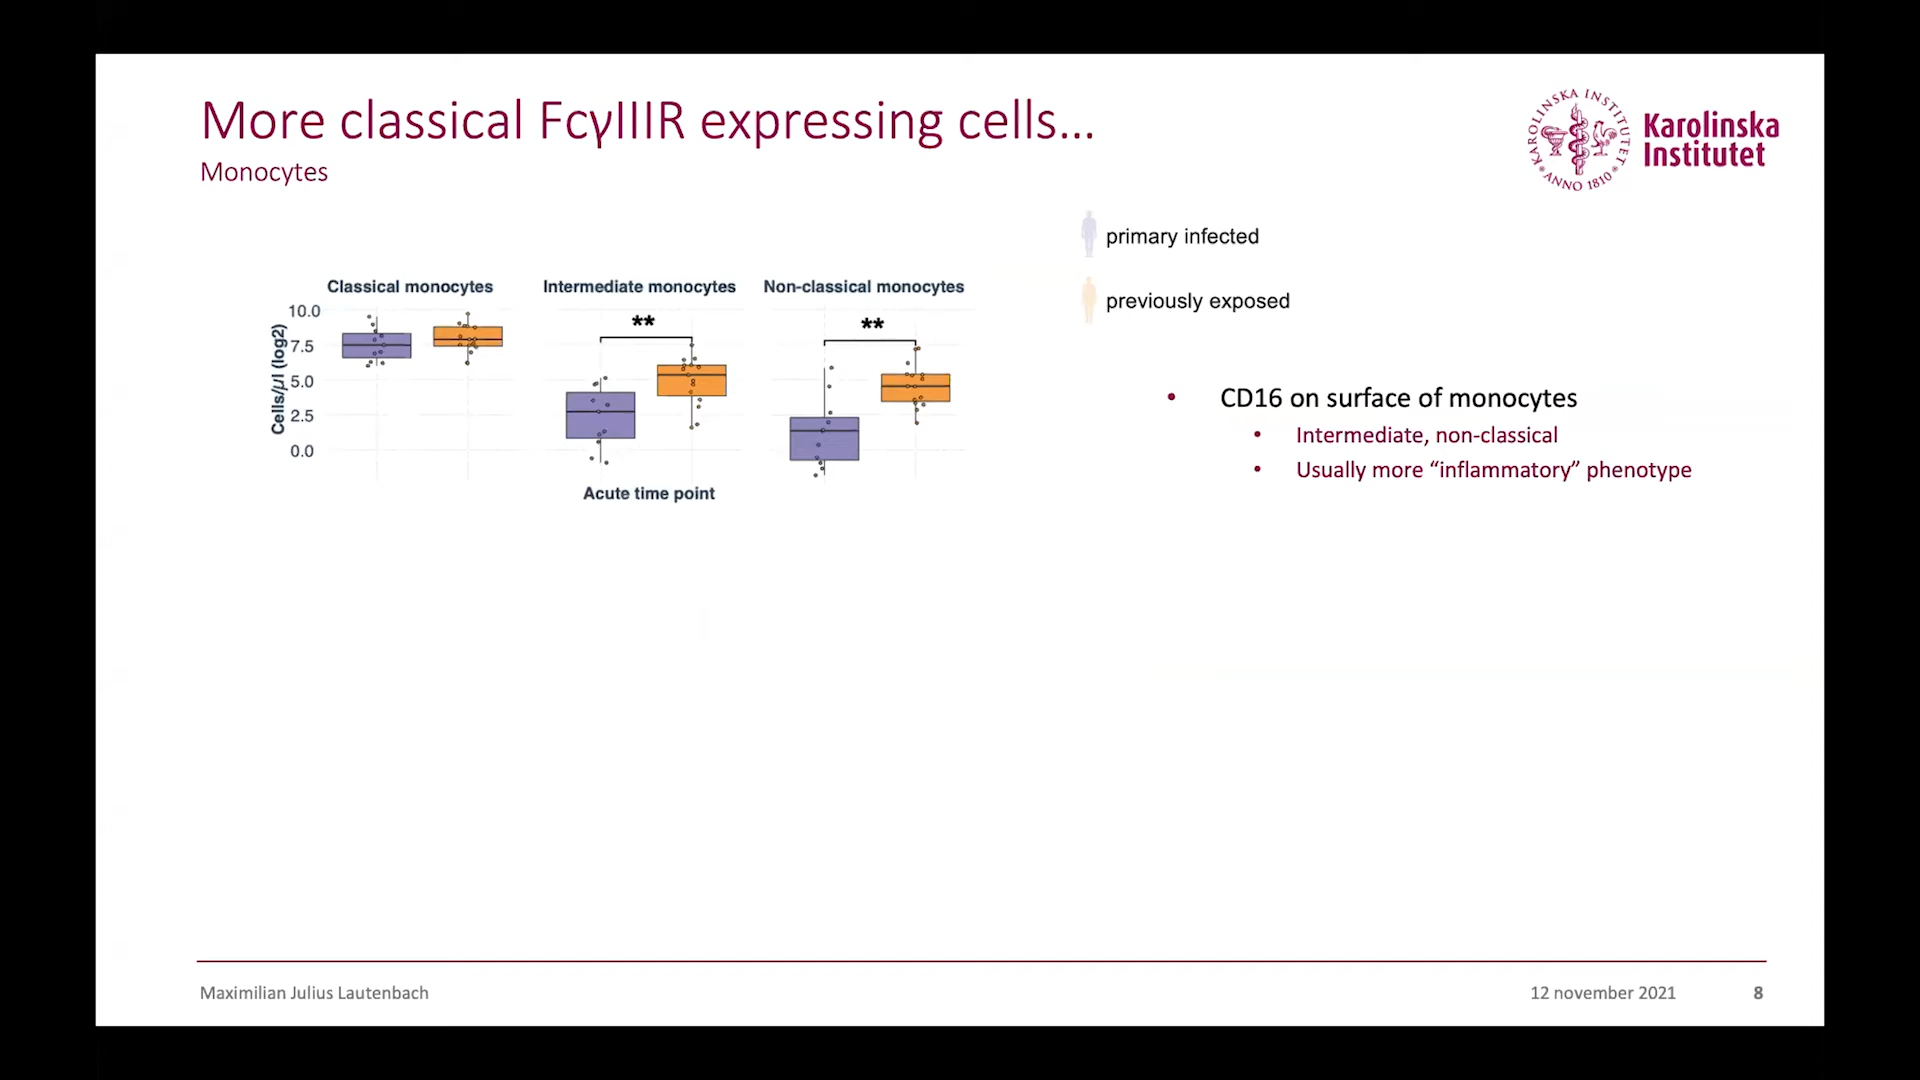 More classical FcγIIIR expressing cells...
Monocytes
KAROLINSKA INSTITUTET
ANNO 1810
Karolinska
Institutet
primary infected
previously exposed
Classical monocytes
Intermediate monocytes
Non-classical monocytes
Cells/µl (log2)
10.0
7.5
5.0
2.5
0.0
**
**
Acute time point
• CD16 on surface of monocytes
• Intermediate, non-classical
• Usually more “inflammatory” phenotype
Maximilian Julius Lautenbach
12 november 2021
8